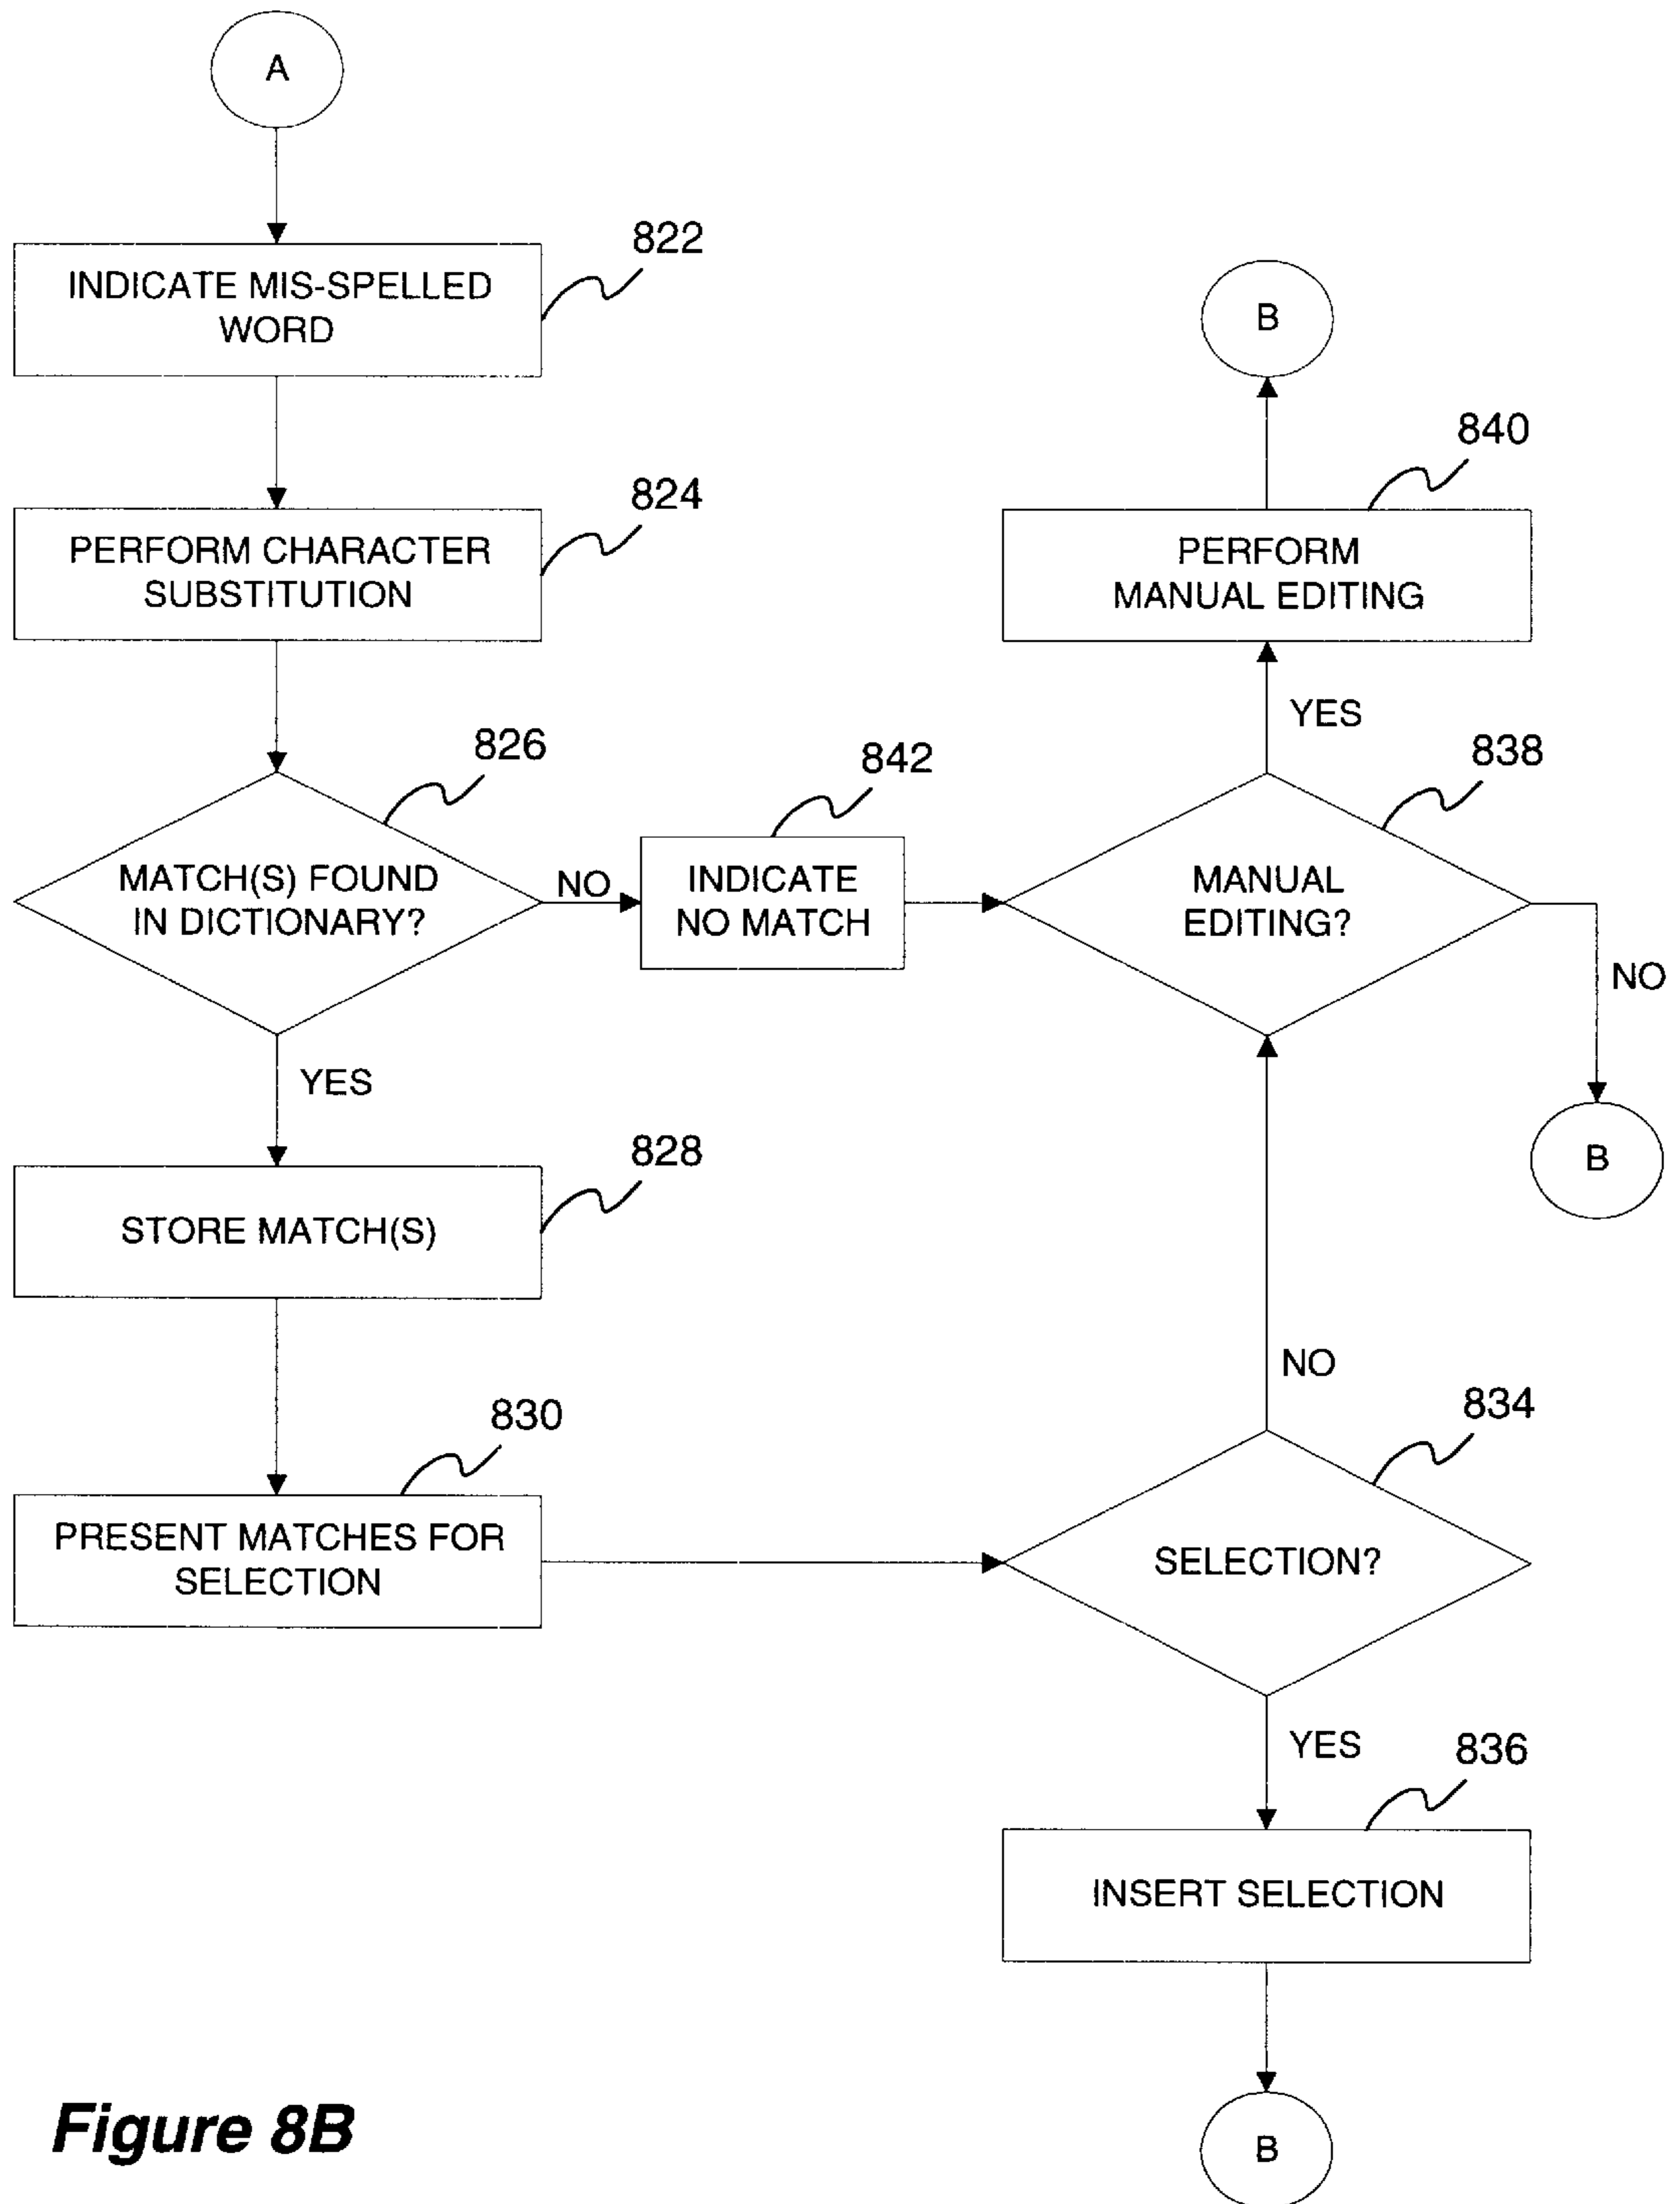 A
822
INDICATE MIS-SPELLED
WORD
824
PERFORM CHARACTER
SUBSTITUTION
826
MATCH(S) FOUND
IN DICTIONARY?
NO
842
INDICATE
NO MATCH
YES
828
STORE MATCH(S)
830
PRESENT MATCHES FOR
SELECTION
B
840
PERFORM
MANUAL EDITING
YES
838
MANUAL
EDITING?
NO
B
NO
834
SELECTION?
YES
836
INSERT SELECTION
B
Figure 8B